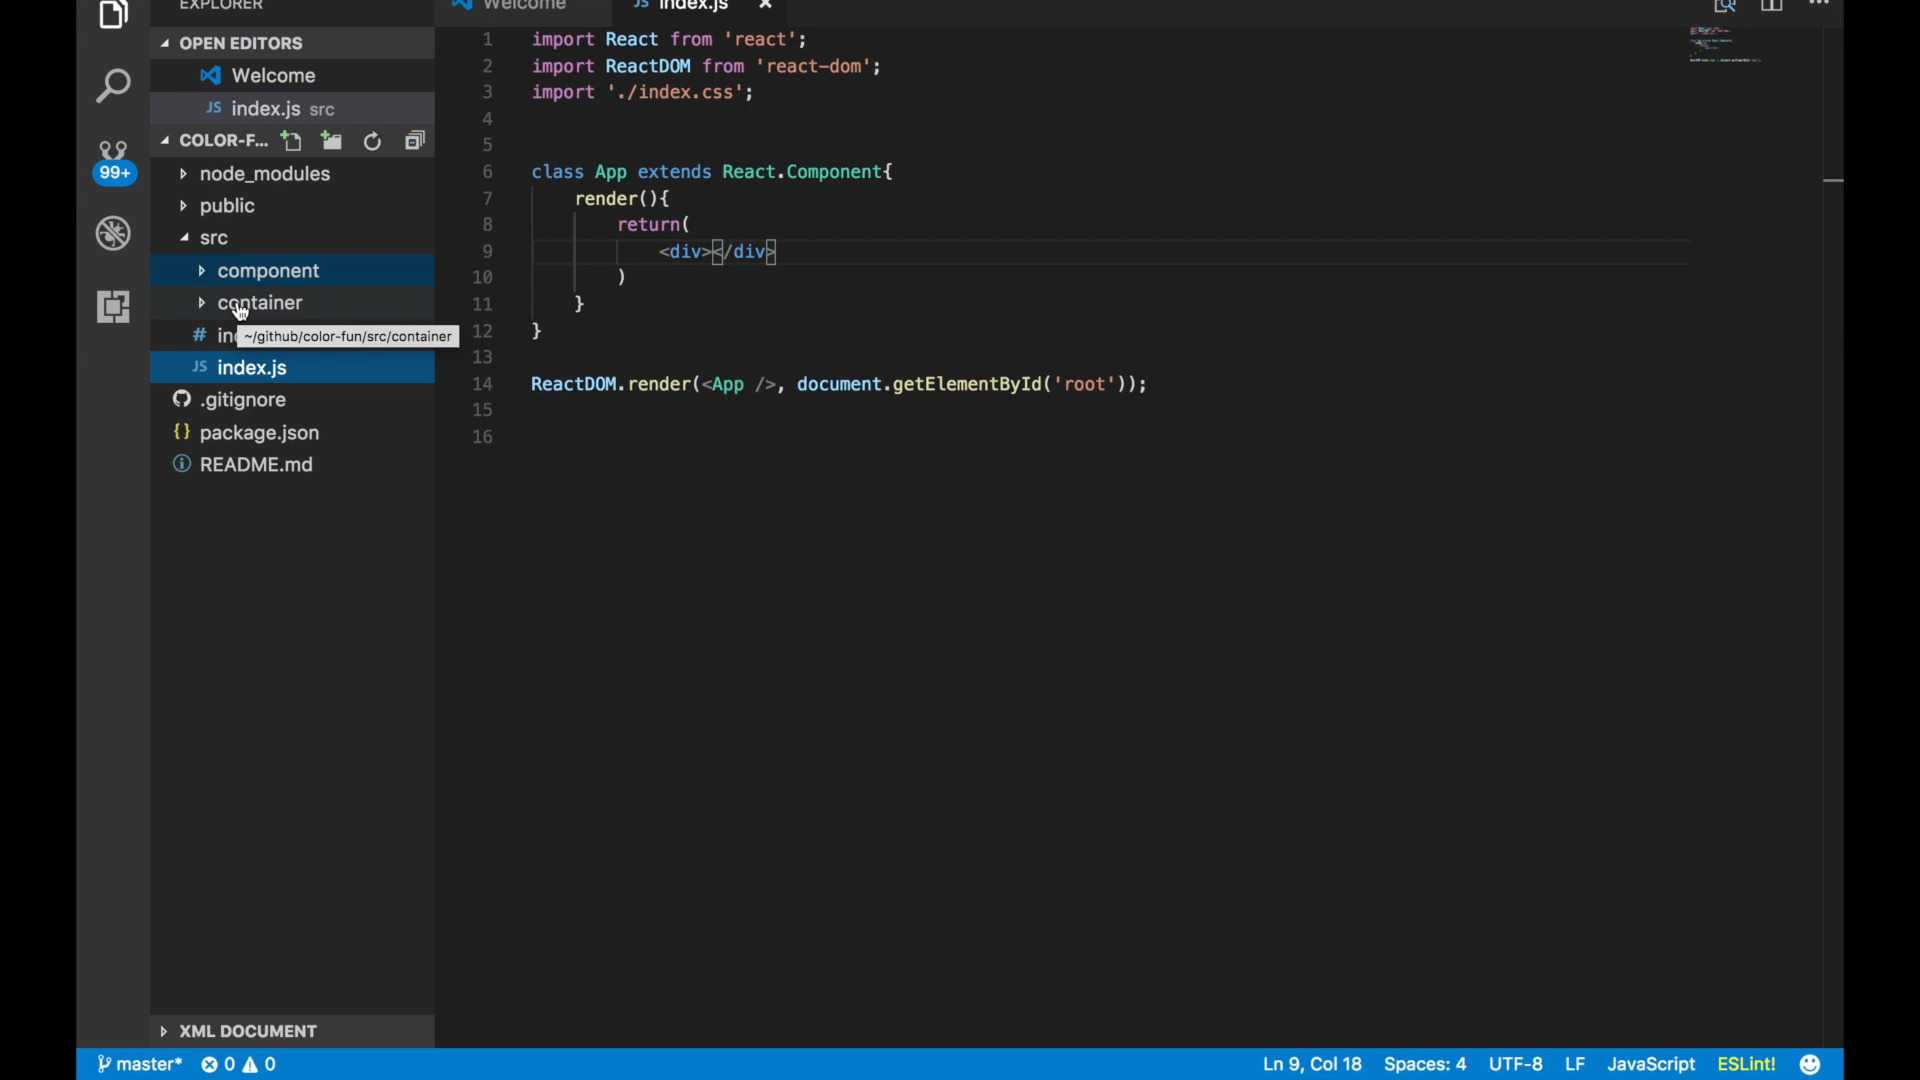 EXPLORER
Welcome
JS index.js ×
OPEN EDITORS
Welcome
JS index.js src
COLOR-F...
99+
node_modules
public
src
component
container
# in
~/github/color-fun/src/container
JS index.js
.gitignore
{} package.json
README.md
1 import React from 'react';
2 import ReactDOM from 'react-dom';
3 import './index.css';
4
5
6 class App extends React.Component{
7 render(){
8 return(
9 <div></div>
10 )
11 }
12 }
13
14 ReactDOM.render(<App />, document.getElementById('root'));
15
16
XML DOCUMENT
master* 0 0 Ln 9, Col 18 Spaces: 4 UTF-8 LF JavaScript ESLint!